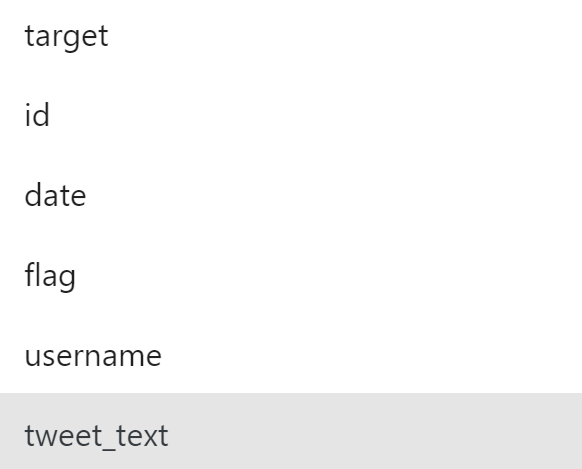 target
id
date
flag
username
tweet_text